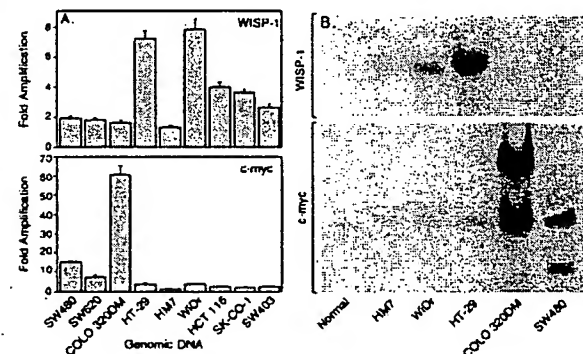 A.
WISP-1
Fold Amplification
8
6
4
2
0
c-myc
Fold Amplification
70
60
50
40
30
20
10
0
SW480
SW620
COLO 320DM
HT-29
HM7
WiDr
HCT 116
SK-CO-1
SW403
Genomic DNA
B.
WISP-1
c-myc
Normal
HM7
WiDr
HT-29
COLO 320DM
SW480